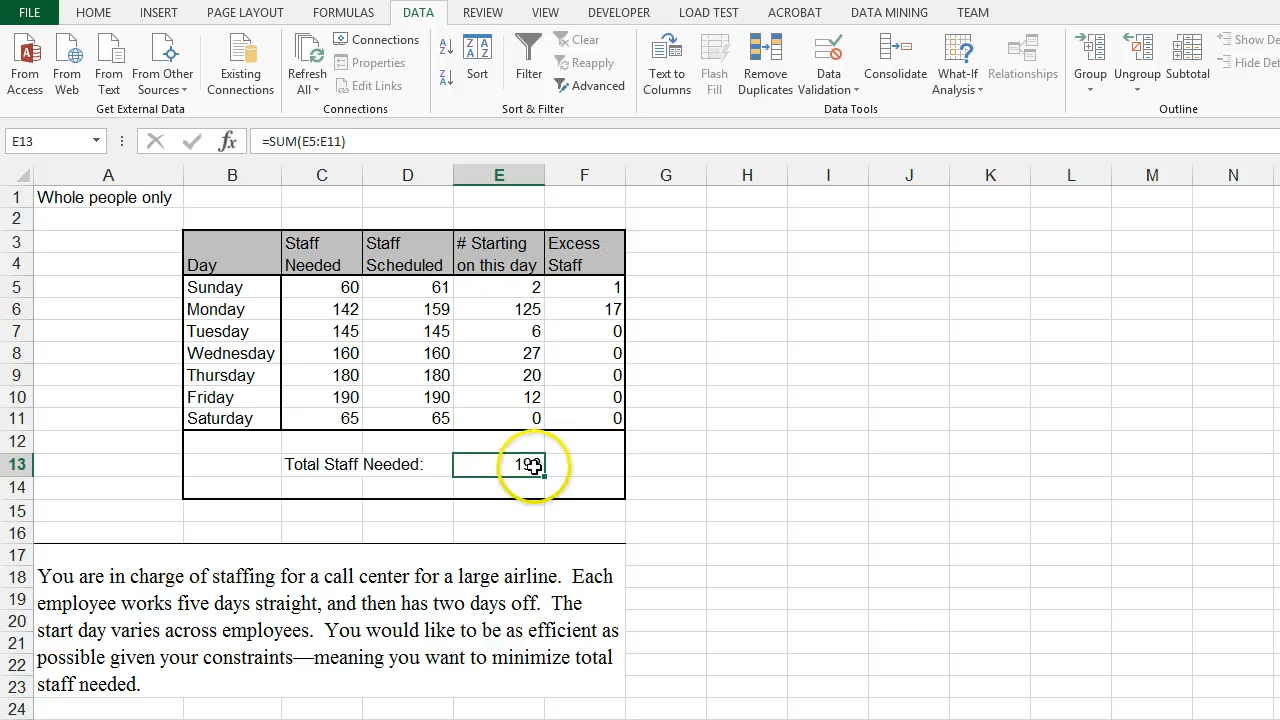 FILE HOME INSERT PAGE LAYOUT FORMULAS DATA REVIEW VIEW DEVELOPER LOAD TEST ACROBAT DATA MINING TEAM
From Access
From Web
From Text
From Other Sources
Existing Connections
Get External Data
Refresh All
Connections
Properties
Edit Links
Connections
Sort
Filter
Clear
Reapply
Advanced
Sort & Filter
Text to Columns
Flash Fill
Remove Duplicates
Data Validation
Consolidate
What-If Analysis
Relationships
Data Tools
Group
Ungroup
Subtotal
Show
Hide
Outline
E13 fx =SUM(E5:E11)
A B C D E F G H I J K L M N
1 Whole people only
2
3 Staff Staff # Starting Excess
4 Day Needed Scheduled on this day Staff
5 Sunday 60 61 2 1
6 Monday 142 159 125 17
7 Tuesday 145 145 6 0
8 Wednesday 160 160 27 0
9 Thursday 180 180 20 0
10 Friday 190 190 12 0
11 Saturday 65 65 0 0
12
13 Total Staff Needed:
14
15
16
17
18 You are in charge of staffing for a call center for a large airline. Each
19 employee works five days straight, and then has two days off. The
20
21 start day varies across employees. You would like to be as efficient as
22 possible given your constraints—meaning you want to minimize total
23 staff needed.
24